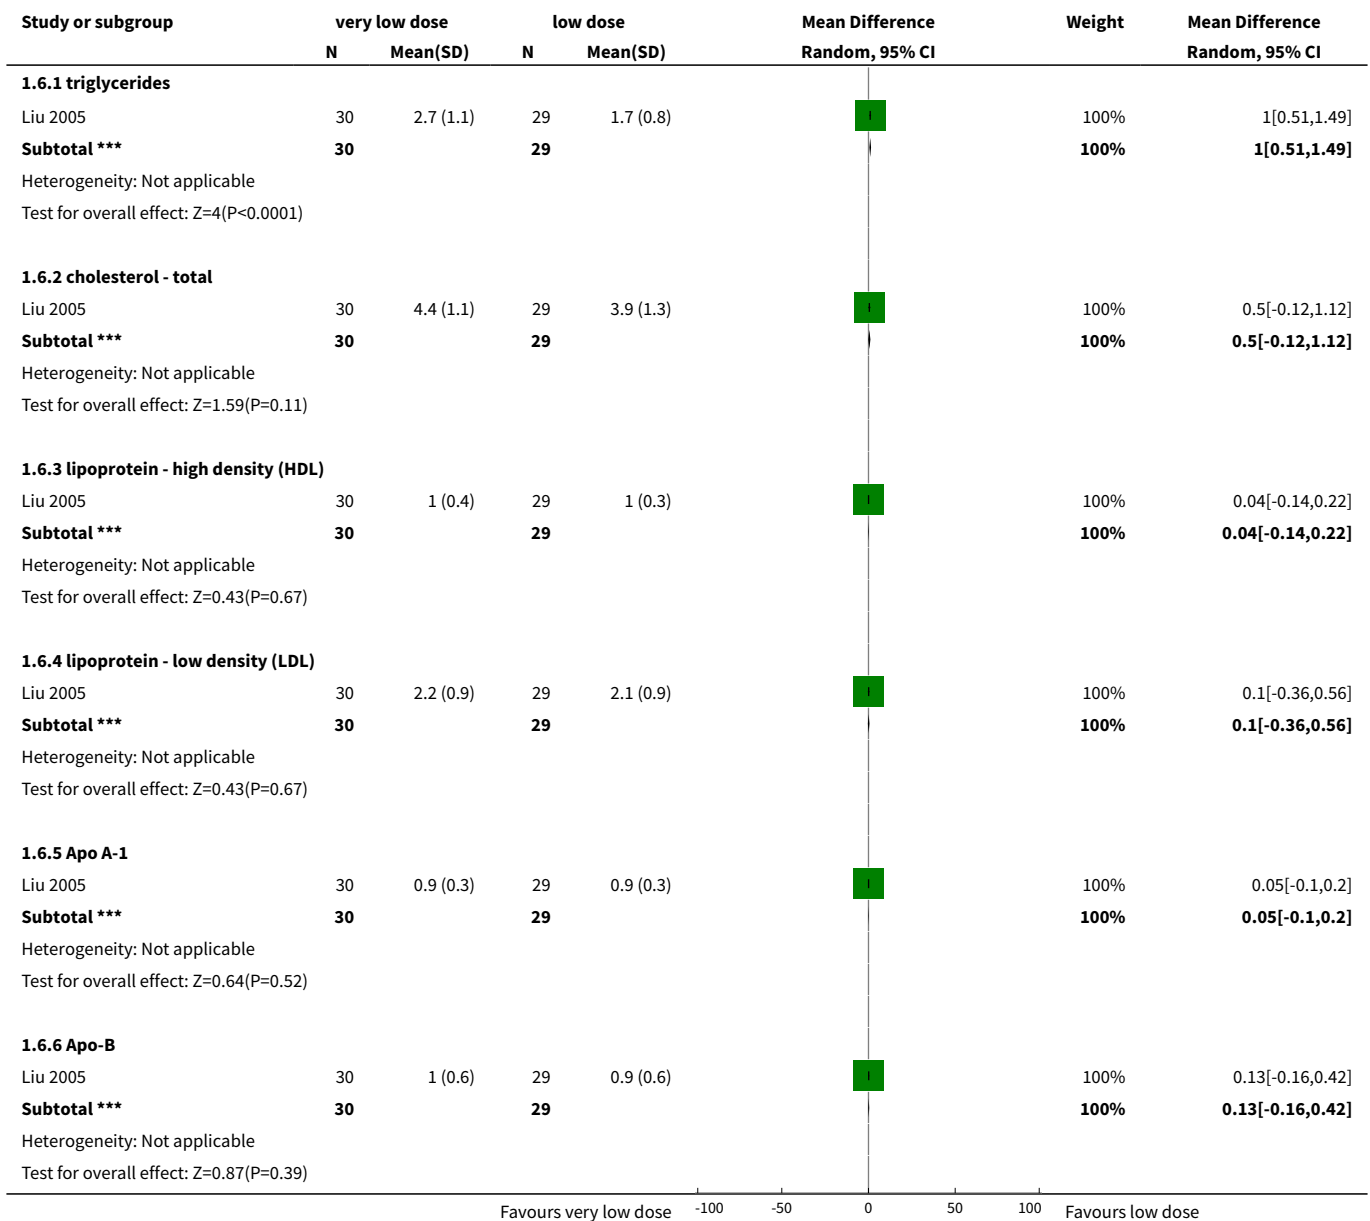 Study or subgroup very low dose low dose Mean Difference Weight Mean Difference
N Mean(SD) N Mean(SD) Random, 95% CI Random, 95% CI
1.6.1 triglycerides
Liu 2005 30 2.7 (1.1) 29 1.7 (0.8) 100% 1[0.51,1.49]
Subtotal *** 30 29 100% 1[0.51,1.49]
Heterogeneity: Not applicable
Test for overall effect: Z=4(P<0.0001)
1.6.2 cholesterol - total
Liu 2005 30 4.4 (1.1) 29 3.9 (1.3) 100% 0.5[-0.12,1.12]
Subtotal *** 30 29 100% 0.5[-0.12,1.12]
Heterogeneity: Not applicable
Test for overall effect: Z=1.59(P=0.11)
1.6.3 lipoprotein - high density (HDL)
Liu 2005 30 1 (0.4) 29 1 (0.3) 100% 0.04[-0.14,0.22]
Subtotal *** 30 29 100% 0.04[-0.14,0.22]
Heterogeneity: Not applicable
Test for overall effect: Z=0.43(P=0.67)
1.6.4 lipoprotein - low density (LDL)
Liu 2005 30 2.2 (0.9) 29 2.1 (0.9) 100% 0.1[-0.36,0.56]
Subtotal *** 30 29 100% 0.1[-0.36,0.56]
Heterogeneity: Not applicable
Test for overall effect: Z=0.43(P=0.67)
1.6.5 Apo A-1
Liu 2005 30 0.9 (0.3) 29 0.9 (0.3) 100% 0.05[-0.1,0.2]
Subtotal *** 30 29 100% 0.05[-0.1,0.2]
Heterogeneity: Not applicable
Test for overall effect: Z=0.64(P=0.52)
1.6.6 Apo-B
Liu 2005 30 1 (0.6) 29 0.9 (0.6) 100% 0.13[-0.16,0.42]
Subtotal *** 30 29 100% 0.13[-0.16,0.42]
Heterogeneity: Not applicable
Test for overall effect: Z=0.87(P=0.39)
Favours very low dose -100 -50 0 50 100 Favours low dose